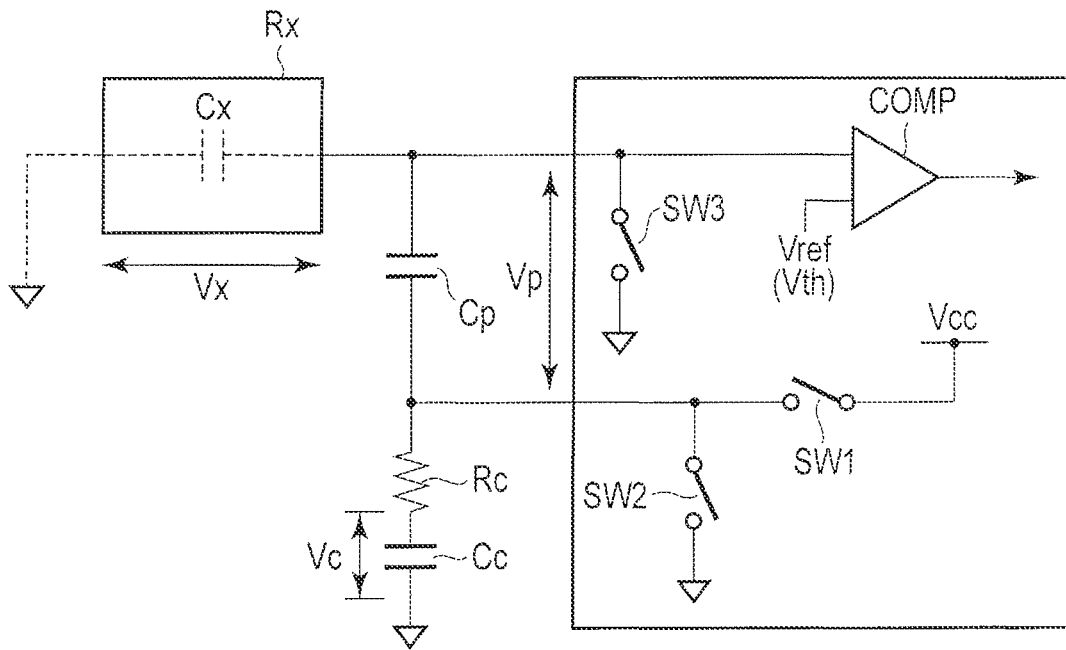 Rx
Cx
COMP
SW3
Vref
(Vth)
Vx
Cp
Vp
Vcc
SW1
Rc
SW2
Vc
Cc